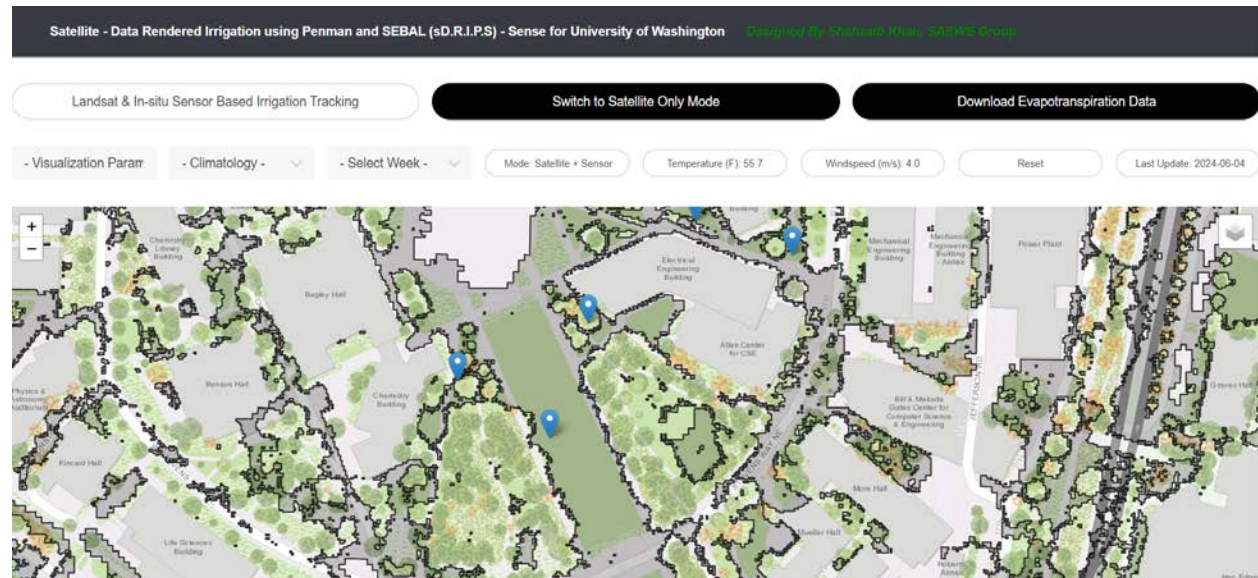 Satellite - Data Rendered Irrigation using Penman and SEBAL (sD.R.I.P.S) - Sense for University of Washington
Designed By Shahzaib Khan, SASWE Group
Landsat & In-situ Sensor Based Irrigation Tracking
Switch to Satellite Only Mode
Download Evapotranspiration Data
- Visualization Param
- Climatology -
- Select Week -
Mode: Satellite + Sensor
Temperature (F): 55.7
Windspeed (m/s): 4.0
Reset
Last Update: 2024-06-04
+
−
Chemistry
Library
Building
Bagley Hall
Building
Electrical
Engineering
Building
Mechanical
Engineering
Building
Mechanical
Engineering
Building
- Annex
Power Plant
Allen Center
for CSE
Physics &
Astronomy
Auditorium
Benson Hall
Chemistry
Building
Bill & Melinda
Gates Center for
Computer Science
& Engineering
JEFFERSON RD
Kincaid Hall
More Hall
Life Sciences
Building
Mueller Hall
Roberts
Annex